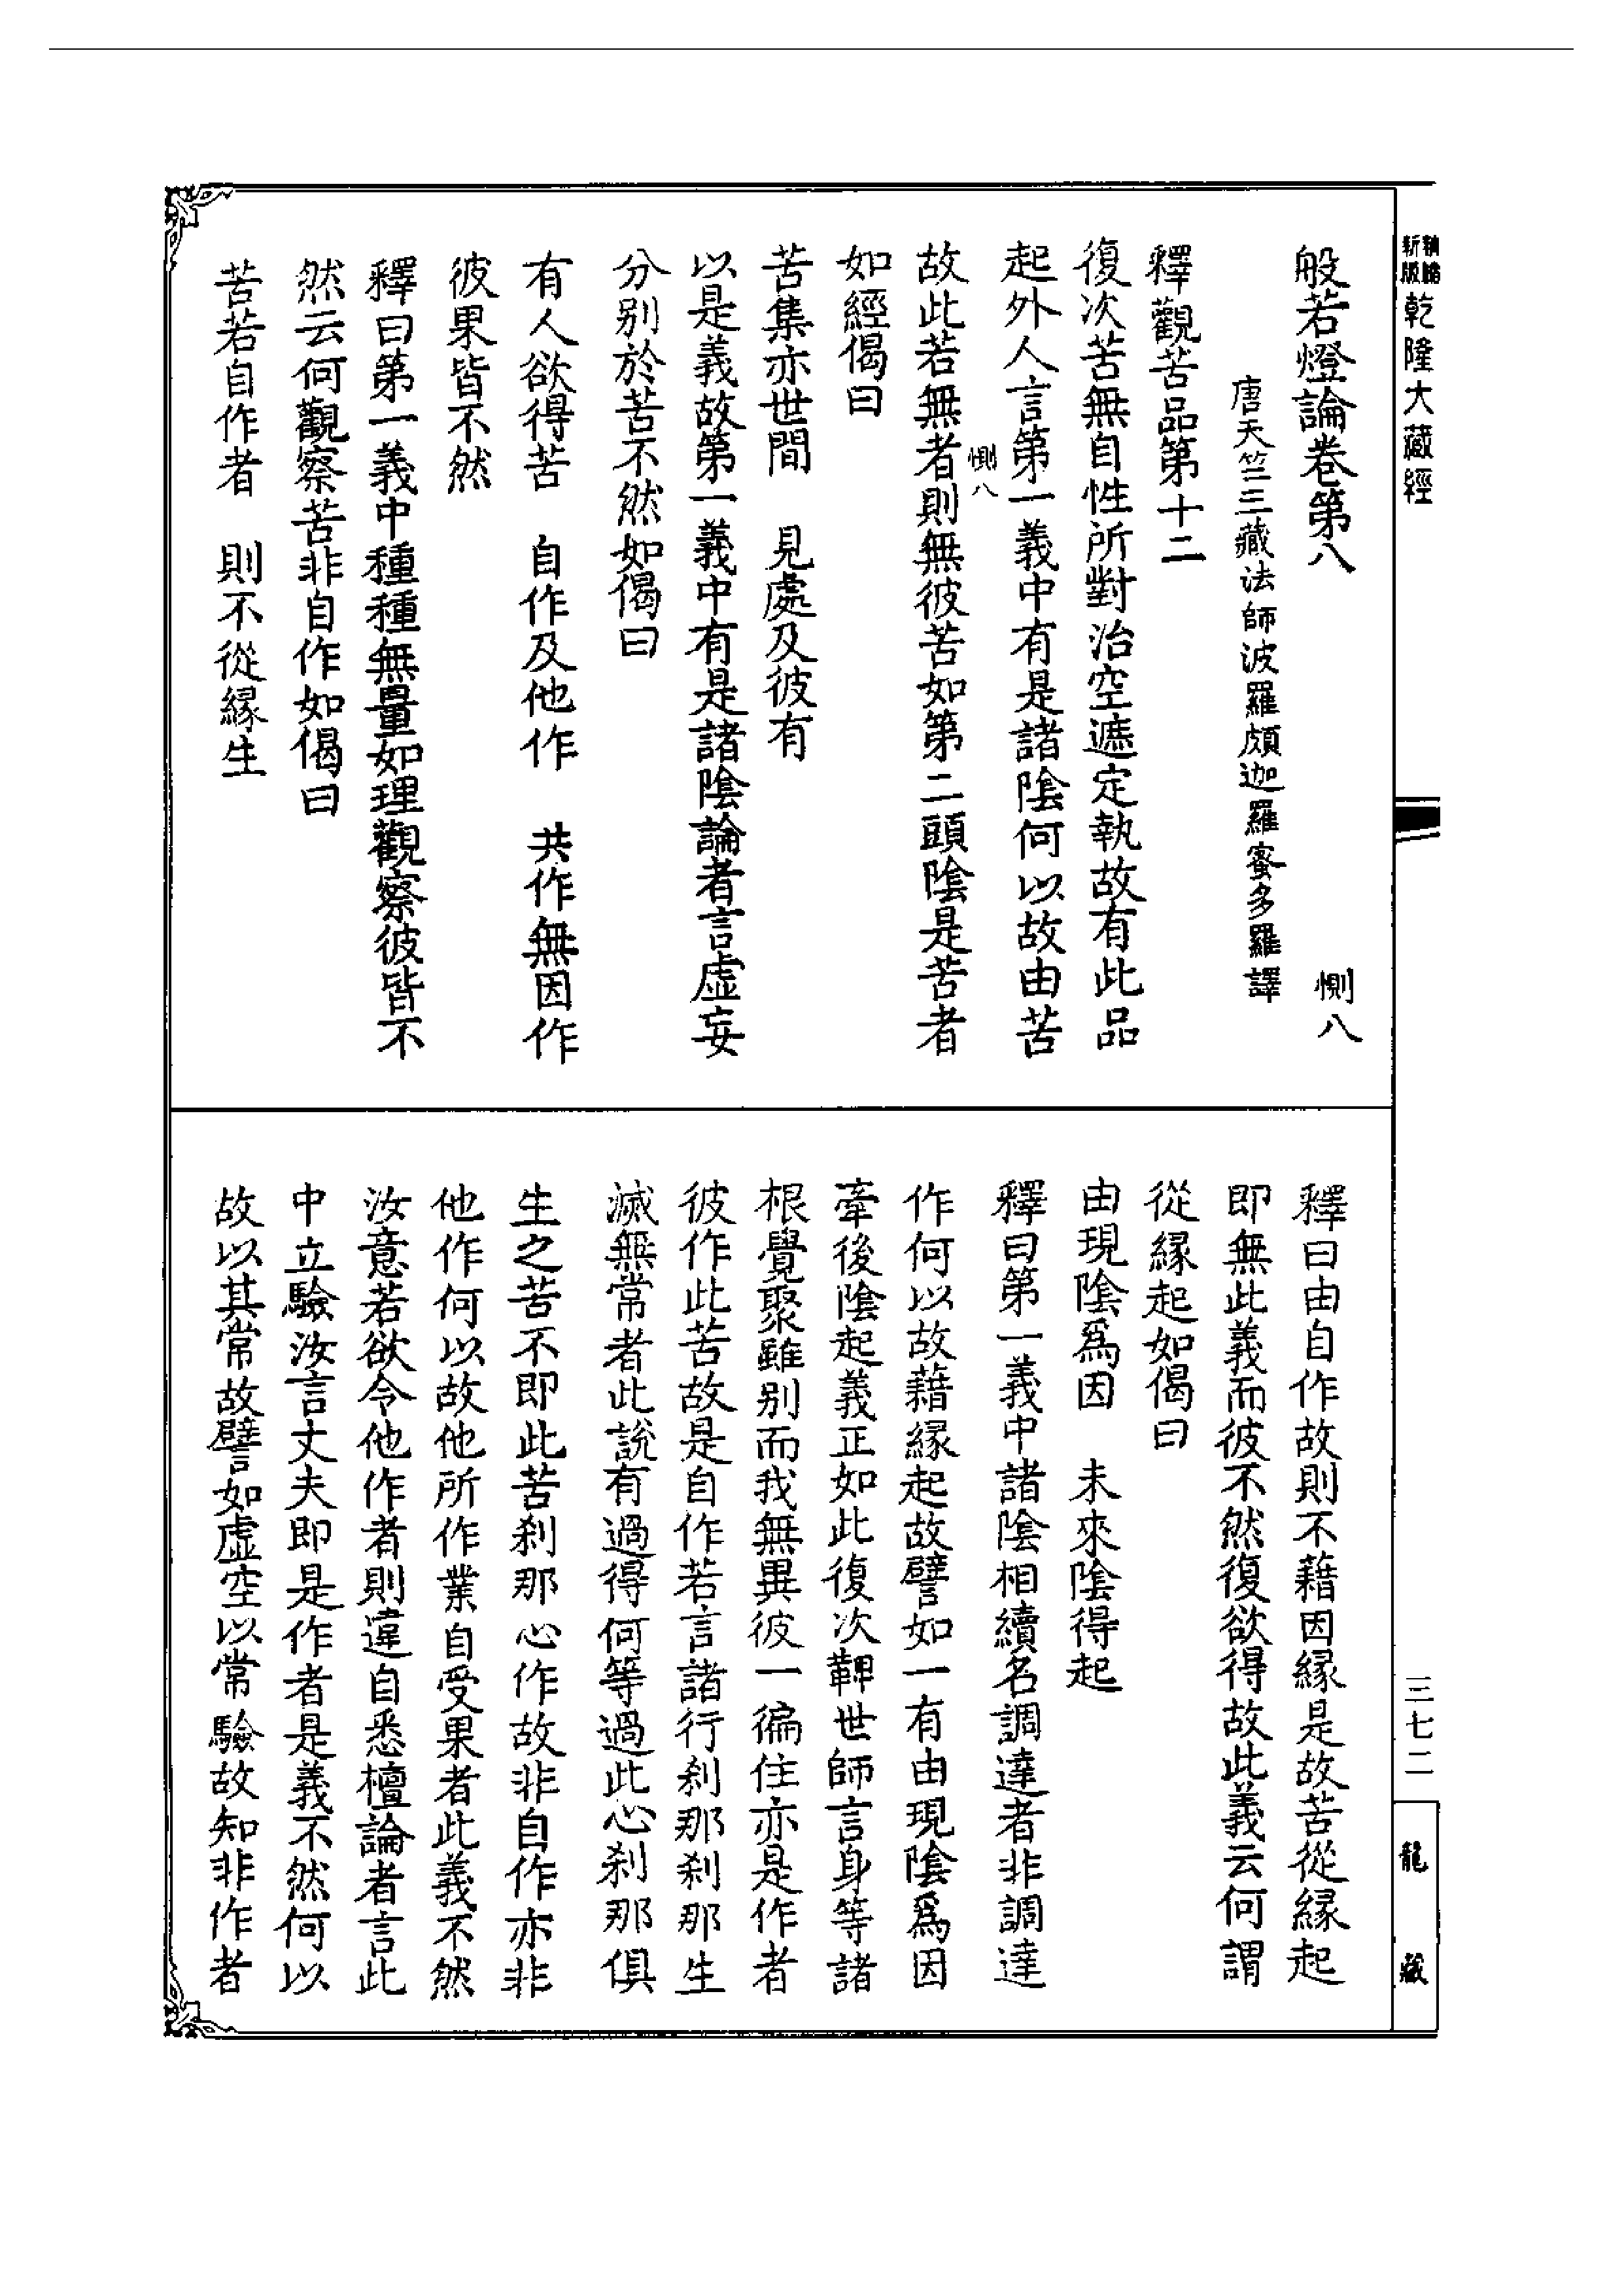 般若燈論卷第八　惻八
唐天竺三藏法師波羅頗迦羅蜜多羅譯
釋觀苦品第十二
復次苦無自性所對治空遮定執故有此品
起外人言第一義中有是諸陰何以故由苦
惻八
故此若無者則無彼苦如第二頭陰是苦者
如經偈曰
苦集亦世間　見處及彼有
以是義故第一義中有是諸陰論者言虛妄
分別於苦不然如偈曰
有人欲得苦　自作及他作　共作無因作
彼果皆不然
釋曰第一義中種種無量如理觀察彼皆不
然云何觀察苦非自作如偈曰
苦若自作者　則不從緣生
釋曰由自作故則不藉因緣是故苦從緣起
即無此義而彼不然復欲得故此義云何謂
從緣起如偈曰
由現陰爲因　未來陰得起
釋曰第一義中諸陰相續名調達者非調達
作何以故藉緣起故譬如一有由現陰爲因
牽後陰起義正如此復次鞞世師言身等諸
根覺聚雖別而我無異彼一徧住亦是作者
彼作此苦故是自作若言諸行刹那刹那生
滅無常者此說有過得何等過此心刹那俱
生之苦不即此苦刹那心作故非自作亦非
他作何以故他所作業自受果者此義不然
汝意若欲令他作者則違自悉檀論者言此
中立驗汝言丈夫即是作者是義不然何以
故以其常故譬如虛空以常驗故知非作者
新版
乾隆大藏經
三七二
龍藏